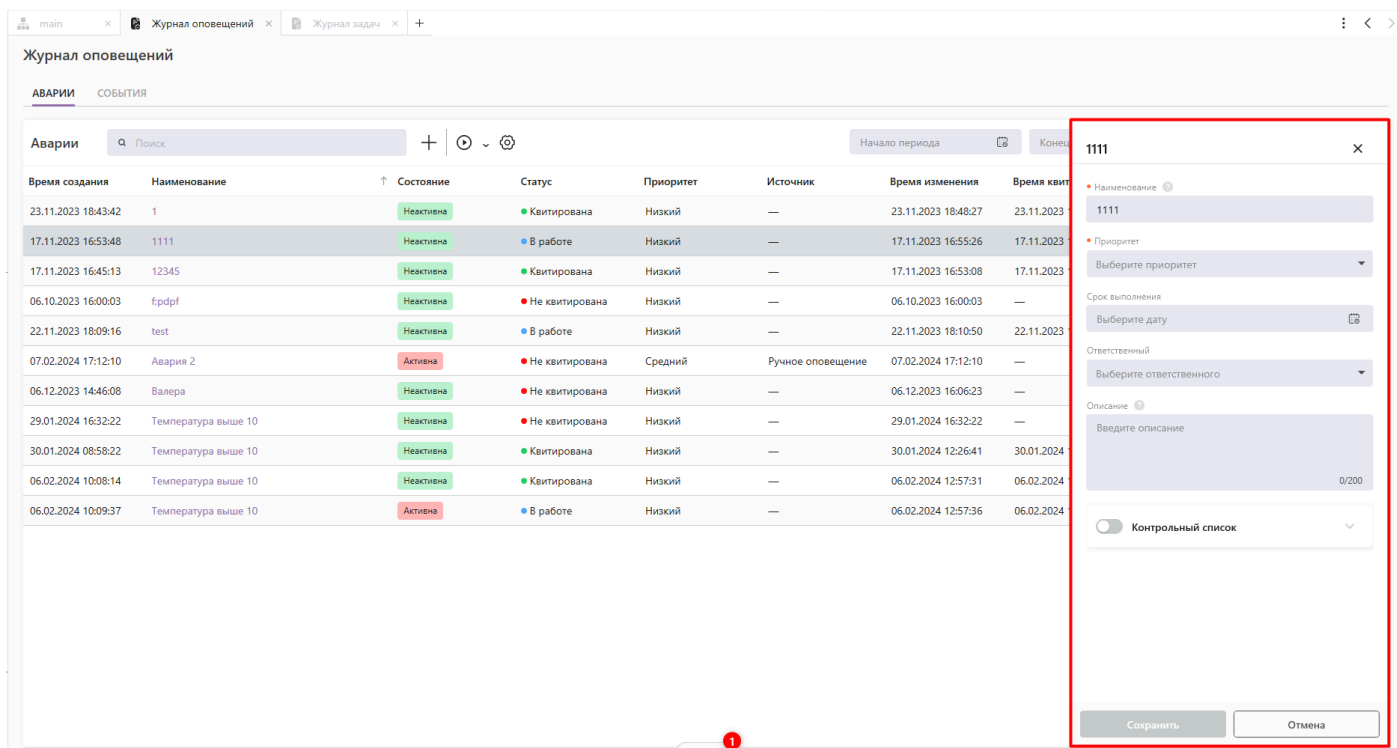 main
Журнал оповещений
Журнал задач
Журнал оповещений
АВАРИИ СОБЫТИЯ
Аварии Поиск Начало периода Конец
Время создания Наименование Состояние Статус Приоритет Источник Время изменения Время квит
23.11.2023 18:43:42 1 Неактивна Квитирована Низкий — 23.11.2023 18:48:27 23.11.2023 1
17.11.2023 16:53:48 1111 Неактивна В работе Низкий — 17.11.2023 16:55:26 17.11.2023 1
17.11.2023 16:45:13 12345 Неактивна Квитирована Низкий — 17.11.2023 16:53:08 17.11.2023 1
06.10.2023 16:00:03 f;pdpf Неактивна Не квитирована Низкий — 06.10.2023 16:00:03 —
22.11.2023 18:09:16 test Неактивна В работе Низкий — 22.11.2023 18:10:50 22.11.2023
07.02.2024 17:12:10 Авария 2 Активна Не квитирована Средний Ручное оповещение 07.02.2024 17:12:10 —
06.12.2023 14:46:08 Валера Неактивна Не квитирована Низкий — 06.12.2023 16:06:23 —
29.01.2024 16:32:22 Температура выше 10 Неактивна Не квитирована Низкий — 29.01.2024 16:32:22 —
30.01.2024 08:58:22 Температура выше 10 Неактивна Квитирована Низкий — 30.01.2024 12:26:41 30.01.2024 1
06.02.2024 10:08:14 Температура выше 10 Неактивна Квитирована Низкий — 06.02.2024 12:57:31 06.02.2024 1
06.02.2024 10:09:37 Температура выше 10 Активна В работе Низкий — 06.02.2024 12:57:36 06.02.2024 1
1
1111
Наименование
1111
Приоритет
Выберите приоритет
Срок выполнения
Выберите дату
Ответственный
Выберите ответственного
Описание
Введите описание
0/200
Контрольный список
Сохранить Отмена